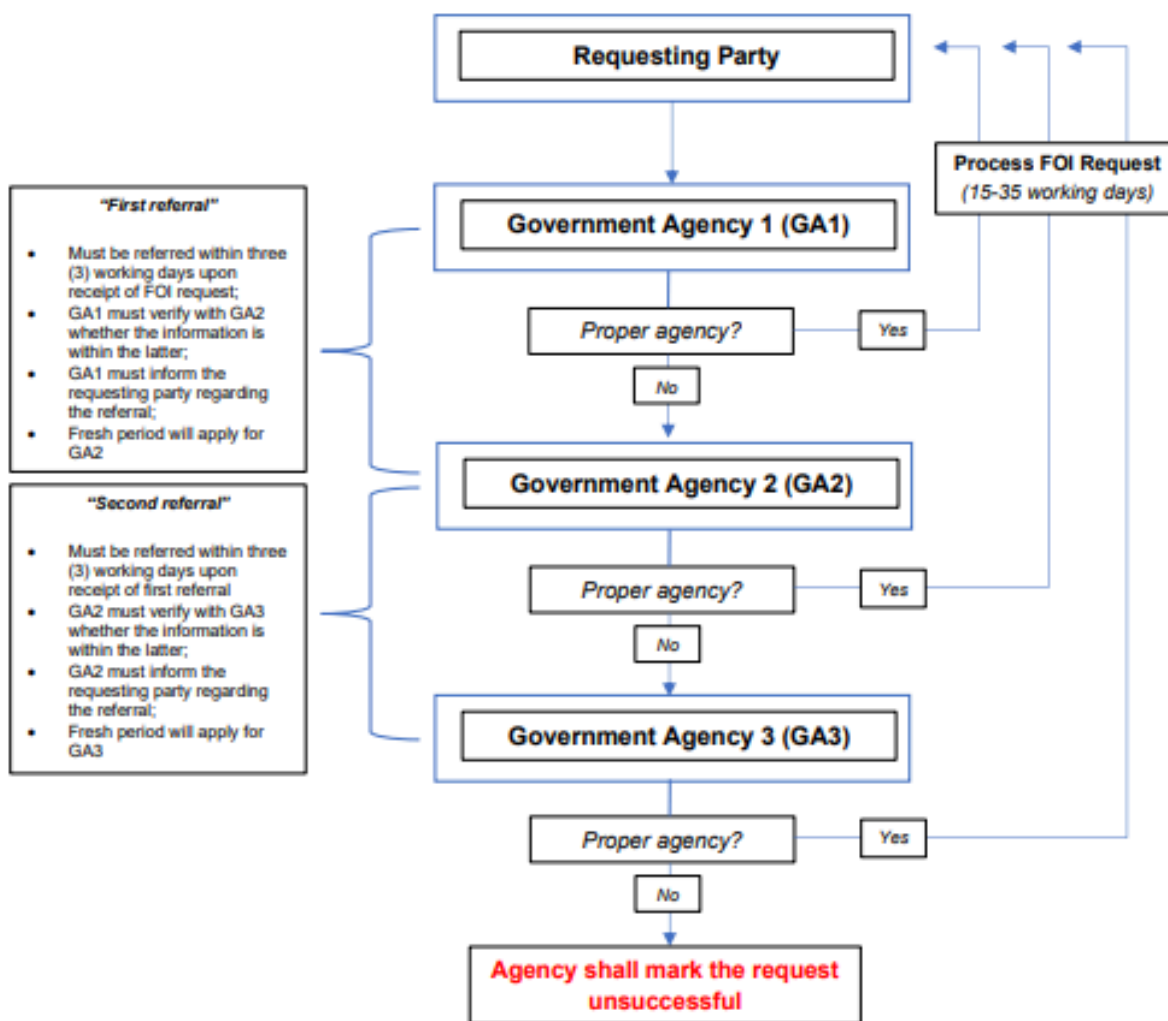 Requesting Party
Process FOI Request
(15-35 working days)
“First referral”
• Must be referred within three
(3) working days upon
receipt of FOI request;
• GA1 must verify with GA2
whether the information is
within the latter;
• GA1 must inform the
requesting party regarding
the referral;
• Fresh period will apply for
GA2
Government Agency 1 (GA1)
Proper agency?
Yes
No
Government Agency 2 (GA2)
“Second referral”
• Must be referred within three
(3) working days upon
receipt of first referral
• GA2 must verify with GA3
whether the information is
within the latter;
• GA2 must inform the
requesting party regarding
the referral;
• Fresh period will apply for
GA3
Proper agency?
Yes
No
Government Agency 3 (GA3)
Proper agency?
Yes
No
Agency shall mark the request
unsuccessful